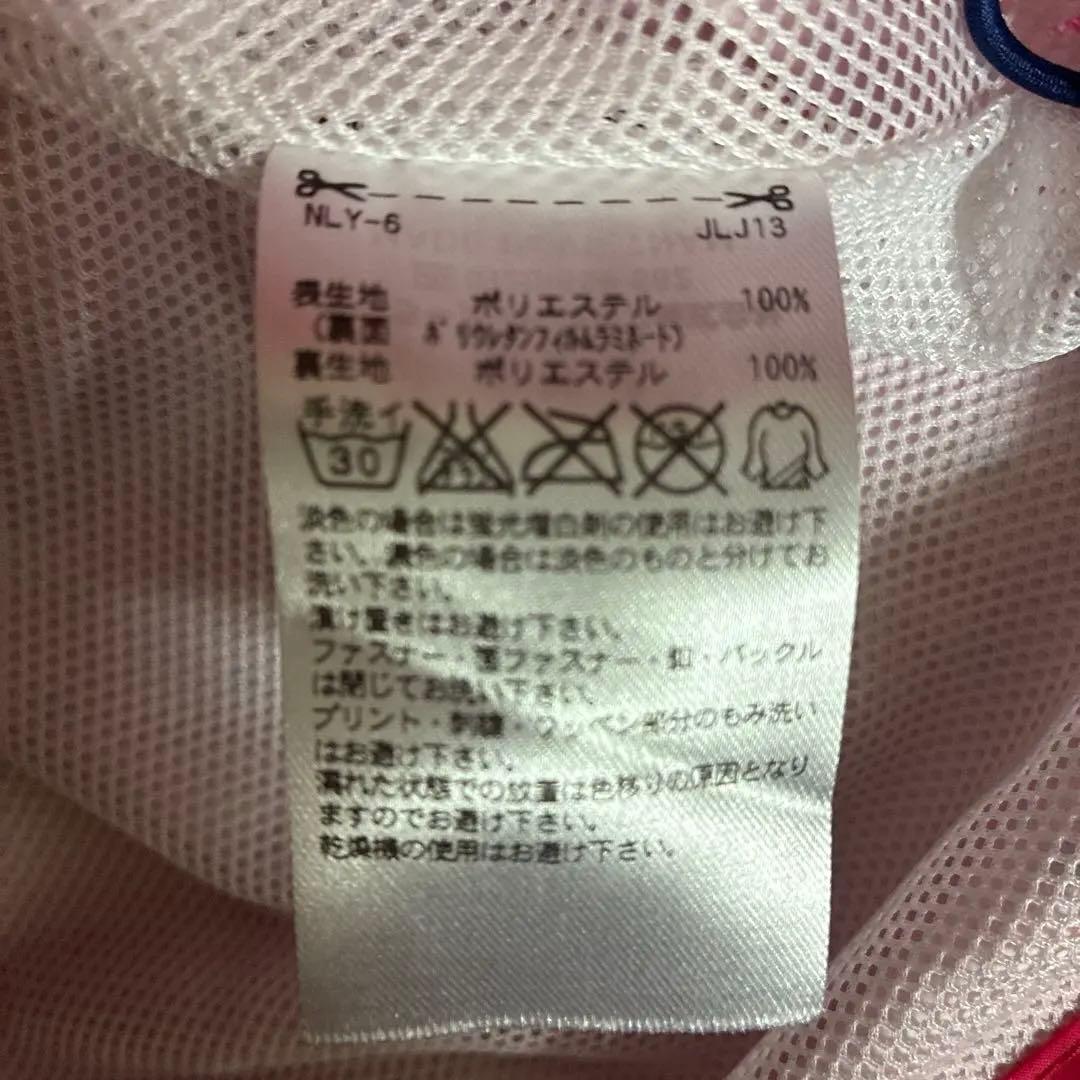 NLY-6 JLJ13
表生地 ポリエステル 100%
(裏面 ポリウレタンフィルムラミネート)
裏生地 ポリエステル 100%
手洗イ
30
淡色の場合は蛍光増白剤の使用はお避け下
さい。濃色の場合は淡色のものと分けてお
洗い下さい。
漬け置きはお避け下さい。
ファスナー・面ファスナー・釦・バックル
は閉じてお洗い下さい。
プリント・刺繍・ワッペン部分のもみ洗い
はお避け下さい。
濡れた状態での放置は色移りの原因となり
ますのでお避け下さい。
乾燥機の使用はお避け下さい。